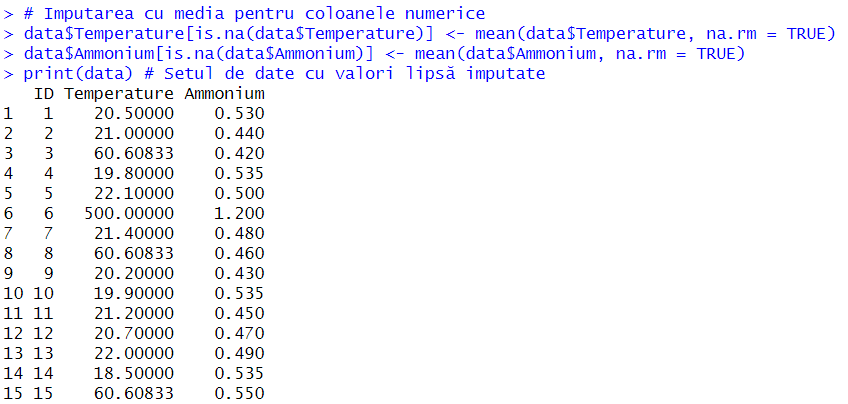 > # Imputarea cu media pentru coloanele numerice
> data$Temperature[is.na(data$Temperature)] <- mean(data$Temperature, na.rm = TRUE)
> data$Ammonium[is.na(data$Ammonium)] <- mean(data$Ammonium, na.rm = TRUE)
> print(data) # Setul de date cu valori lipsă imputate
   ID Temperature Ammonium
1   1    20.50000    0.530
2   2    21.00000    0.440
3   3    60.60833    0.420
4   4    19.80000    0.535
5   5    22.10000    0.500
6   6   500.00000    1.200
7   7    21.40000    0.480
8   8    60.60833    0.460
9   9    20.20000    0.430
10 10    19.90000    0.535
11 11    21.20000    0.450
12 12    20.70000    0.470
13 13    22.00000    0.490
14 14    18.50000    0.535
15 15    60.60833    0.550